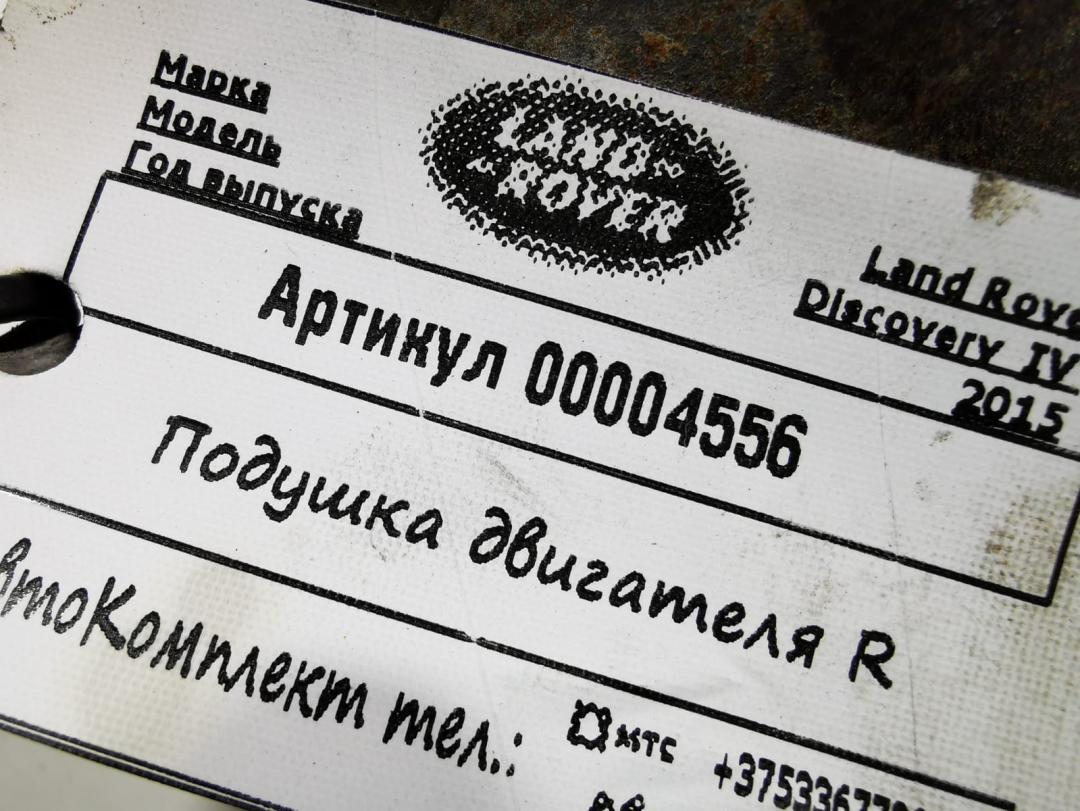 Марка
Модель
Год выпуска
LAND
ROVER
Land Rove
Discovery IV
2015
Артикул 00004556
Подушка двигателя R
втоКомплект тел.:
мтс +3753367